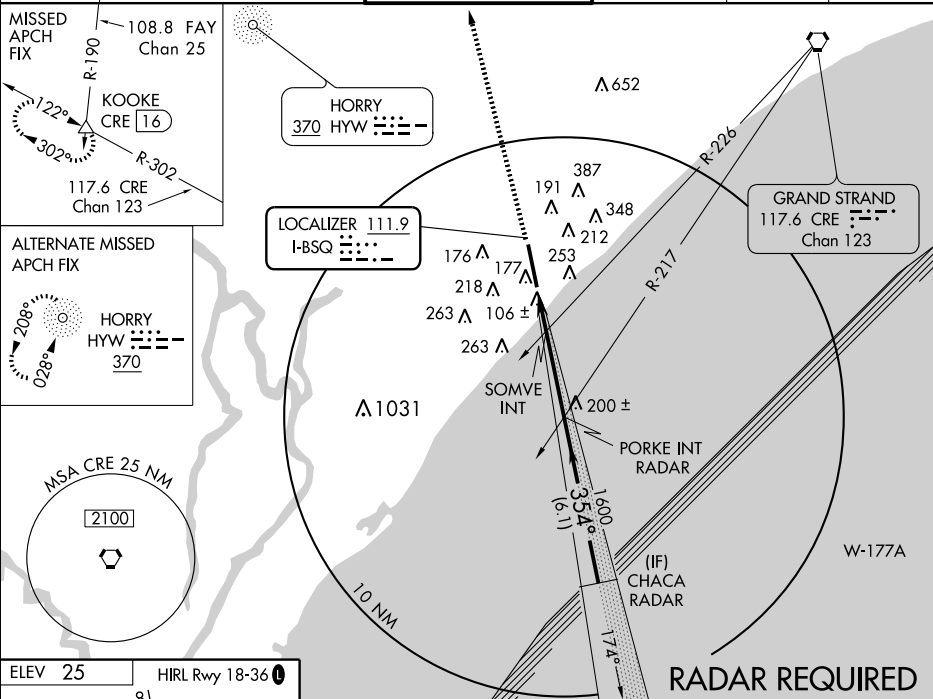 MISSED
APCH
FIX
108.8 FAY
Chan 25
R-190
KOOKE
CRE 16
122°
302°
R-302
117.6 CRE
Chan 123
HORRY
370 HYW
652
R-226
387
191
348
212
GRAND STRAND
117.6 CRE
Chan 123
LOCALIZER 111.9
I-BSQ
176
177
253
R-217
218
263
106 ±
263
ALTERNATE MISSED
APCH FIX
208°
028°
HORRY
HYW
370
SOMVE
INT
1031
200 ±
PORKE INT
RADAR
MSA CRE 25 NM
2100
354°
1600
(6.1)
W-177A
(IF)
CHACA
RADAR
10 NM
174°
ELEV 25
HIRL Rwy 18-36 L
RADAR REQUIRED